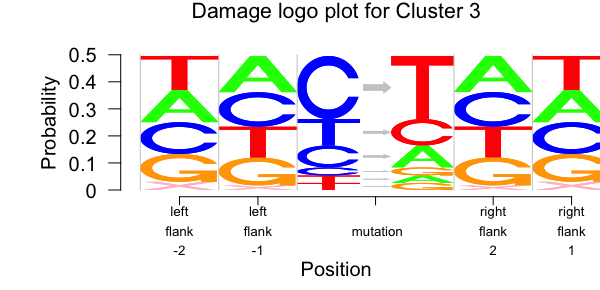 Damage logo plot for Cluster 3
Probability
0.5
0.4
0.3
0.2
0.1
0
T A C G X
A C T G X
C T C C T T
T C A G A G
A C T G X
T A C G X
left flank -2
left flank -1
mutation
right flank 2
right flank 1
Position